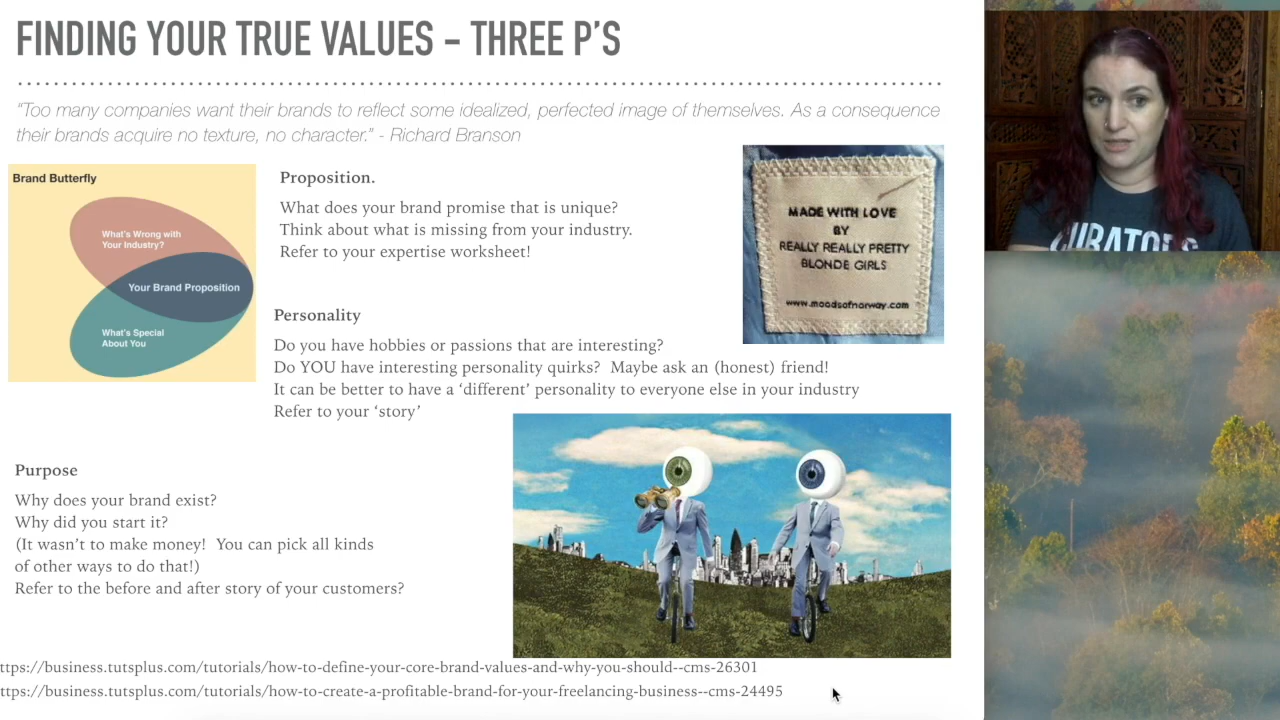 FINDING YOUR TRUE VALUES - THREE P'S
“Too many companies want their brands to reflect some idealized, perfected image of themselves. As a consequence
their brands acquire no texture, no character.” - Richard Branson
Brand Butterfly
What's Wrong with
Your Industry?
Your Brand Proposition
What's Special
About You
Proposition.
What does your brand promise that is unique?
Think about what is missing from your industry.
Refer to your expertise worksheet!
MADE WITH LOVE
BY
REALLY REALLY PRETTY
BLONDE GIRLS
www.moodsofnorway.com
Personality
Do you have hobbies or passions that are interesting?
Do YOU have interesting personality quirks?  Maybe ask an (honest) friend!
It can be better to have a ‘different’ personality to everyone else in your industry
Refer to your ‘story’
Purpose
Why does your brand exist?
Why did you start it?
(It wasn't to make money!  You can pick all kinds
of other ways to do that!)
Refer to the before and after story of your customers?
ttps://business.tutsplus.com/tutorials/how-to-define-your-core-brand-values-and-why-you-should--cms-26301
ttps://business.tutsplus.com/tutorials/how-to-create-a-profitable-brand-for-your-freelancing-business--cms-24495
CURATORS